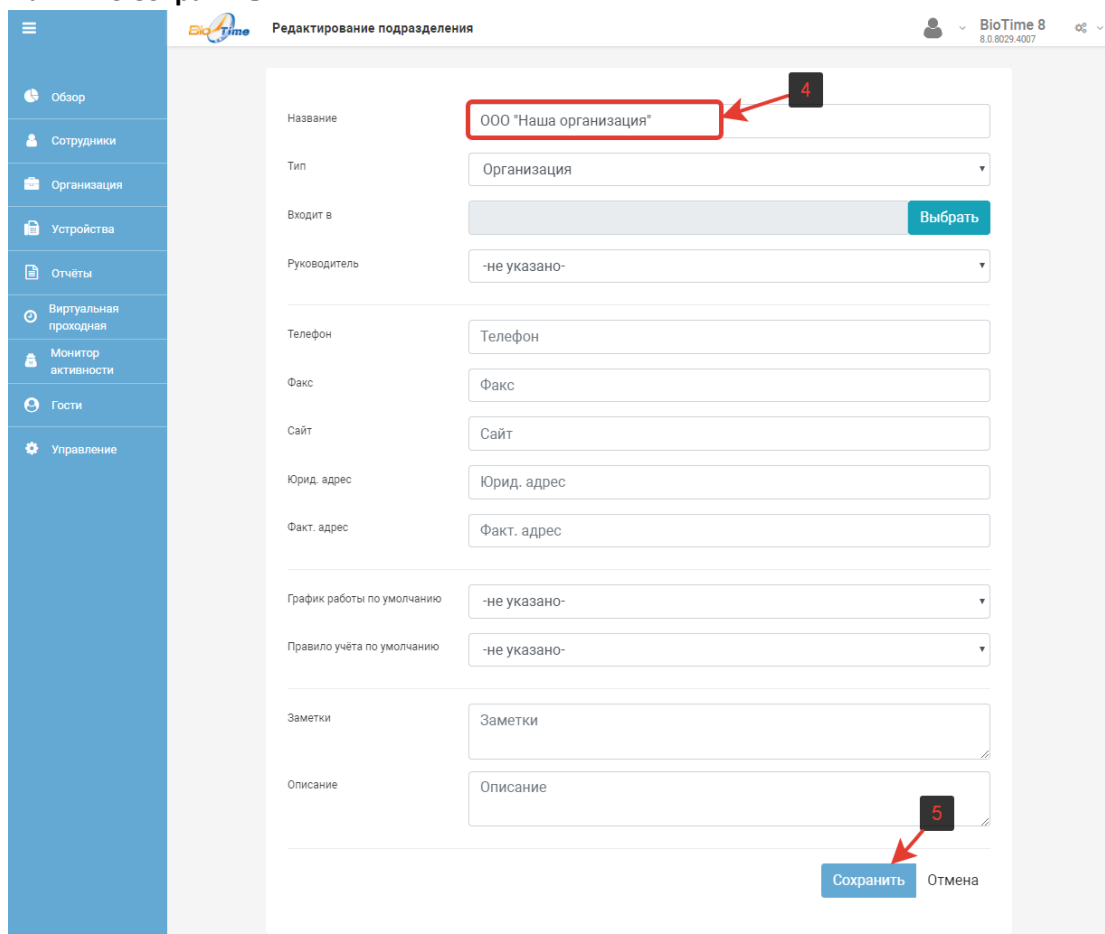 BioTime
Редактирование подразделения
BioTime 8
8.0.8029.4007
Обзор
Сотрудники
Организация
Устройства
Отчёты
Виртуальная
проходная
Монитор
активности
Гости
Управление
4
Название
ООО "Наша организация"
Тип
Организация
Входит в
Выбрать
Руководитель
-не указано-
Телефон
Телефон
Факс
Факс
Сайт
Сайт
Юрид. адрес
Юрид. адрес
Факт. адрес
Факт. адрес
График работы по умолчанию
-не указано-
Правило учёта по умолчанию
-не указано-
Заметки
Заметки
Описание
Описание
5
Сохранить
Отмена